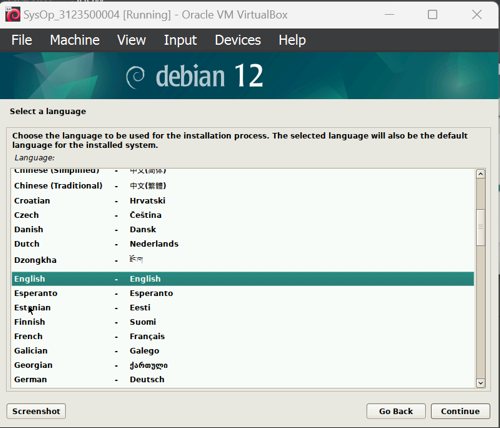 SysOp_3123500004 [Running] - Oracle VM VirtualBox
File Machine View Input Devices Help
debian 12
Select a language
Choose the language to be used for the installation process. The selected language will also be the default
language for the installed system.
Language:
Chinese (Simplified) - 中文(简体)
Chinese (Traditional) - 中文(繁體)
Croatian - Hrvatski
Czech - Čeština
Danish - Dansk
Dutch - Nederlands
Dzongkha - རྫོང་ཁ།
English - English
Esperanto - Esperanto
Estonian - Eesti
Finnish - Suomi
French - Français
Galician - Galego
Georgian - ქართული
German - Deutsch
Screenshot Go Back Continue